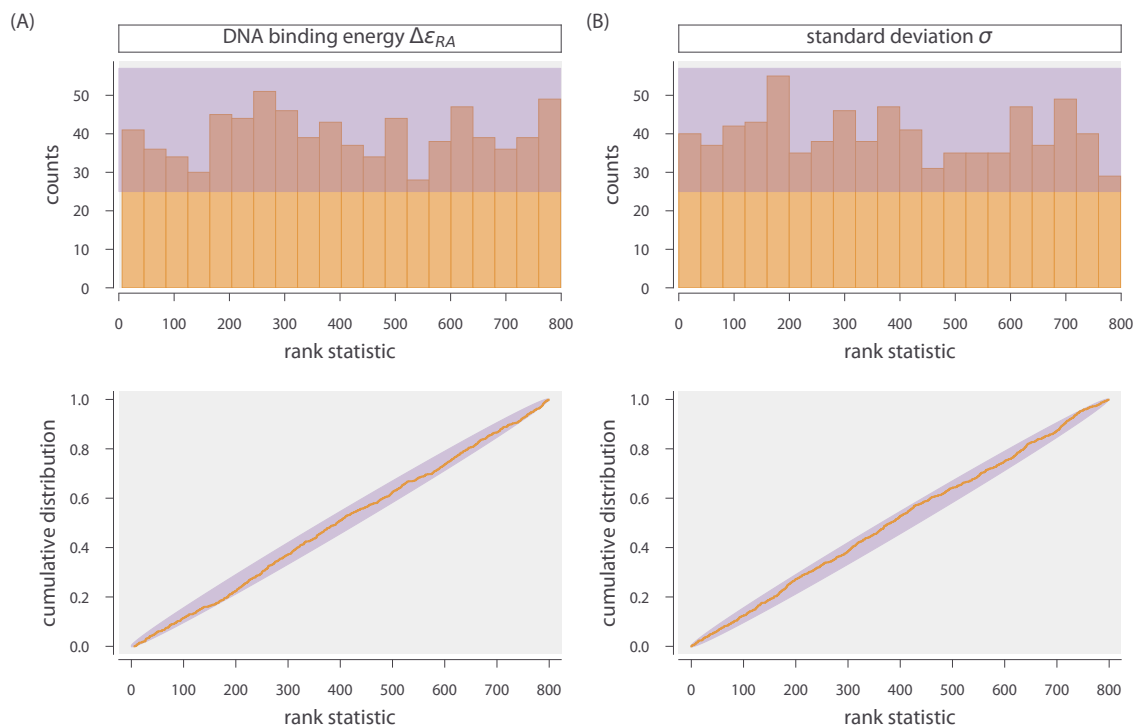 (A)
DNA binding energy Δε_RA
counts
50
40
30
20
10
0
0 100 200 300 400 500 600 700 800
rank statistic
(B)
standard deviation σ
counts
50
40
30
20
10
0
0 100 200 300 400 500 600 700 800
rank statistic
cumulative distribution
1.0
0.8
0.6
0.4
0.2
0.0
0 100 200 300 400 500 600 700 800
rank statistic
cumulative distribution
1.0
0.8
0.6
0.4
0.2
0.0
0 100 200 300 400 500 600 700 800
rank statistic